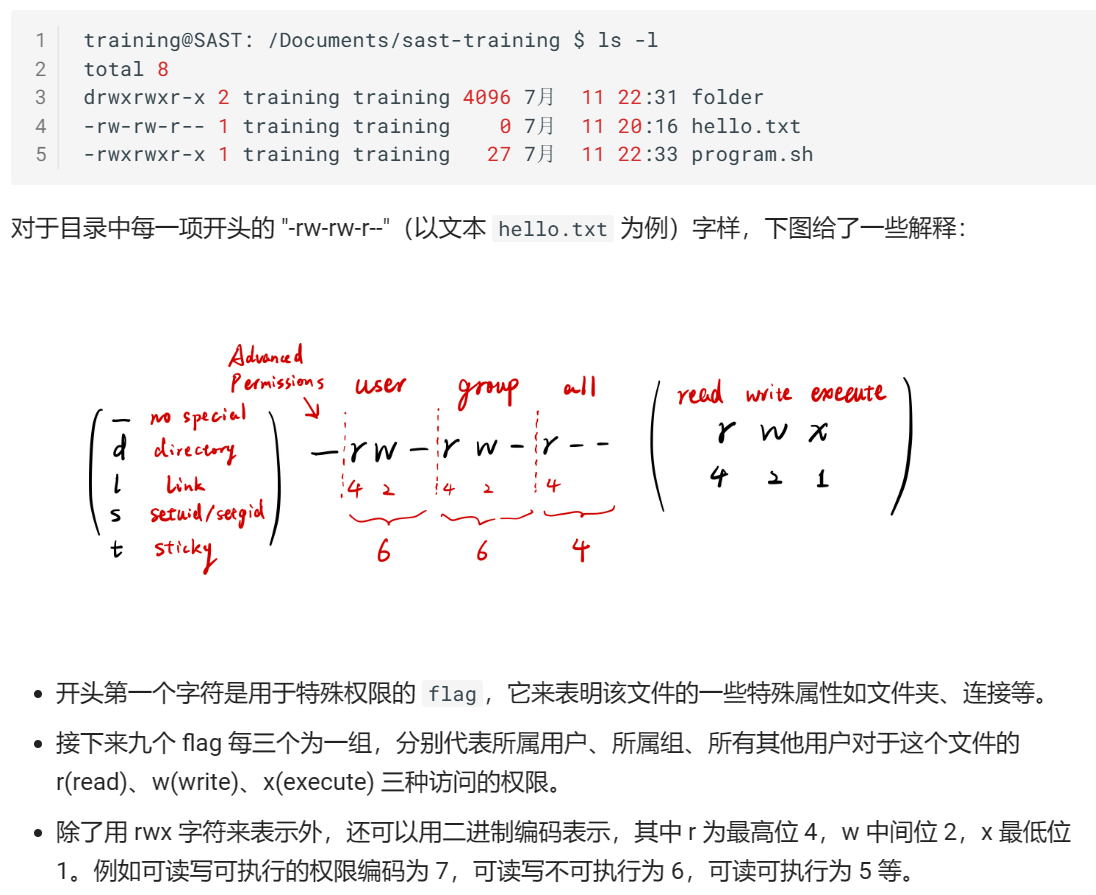 1 training@SAST: /Documents/sast-training $ ls -l
2 total 8
3 drwxrwxr-x 2 training training 4096 7月 11 22:31 folder
4 -rw-rw-r-- 1 training training 0 7月 11 20:16 hello.txt
5 -rwxrwxr-x 1 training training 27 7月 11 22:33 program.sh
对于目录中每一项开头的 "-rw-rw-r--"（以文本 hello.txt 为例）字样，下图给了一些解释：
Advanced
Permissions
user group all
read write execute
— no special
d directory
l Link
s setuid/seegid
t sticky
- r w - r w - r - -
r w x
4 2 4 2 4
4 2 1
6 6 4
• 开头第一个字符是用于特殊权限的 flag，它来表明该文件的一些特殊属性如文件夹、连接等。
• 接下来九个 flag 每三个为一组，分别代表所属用户、所属组、所有其他用户对于这个文件的
r(read)、w(write)、x(execute) 三种访问的权限。
• 除了用 rwx 字符来表示外，还可以用二进制编码表示，其中 r 为最高位 4，w 中间位 2，x 最低位
1。例如可读写可执行的权限编码为 7，可读写不可执行为 6，可读可执行为 5 等。